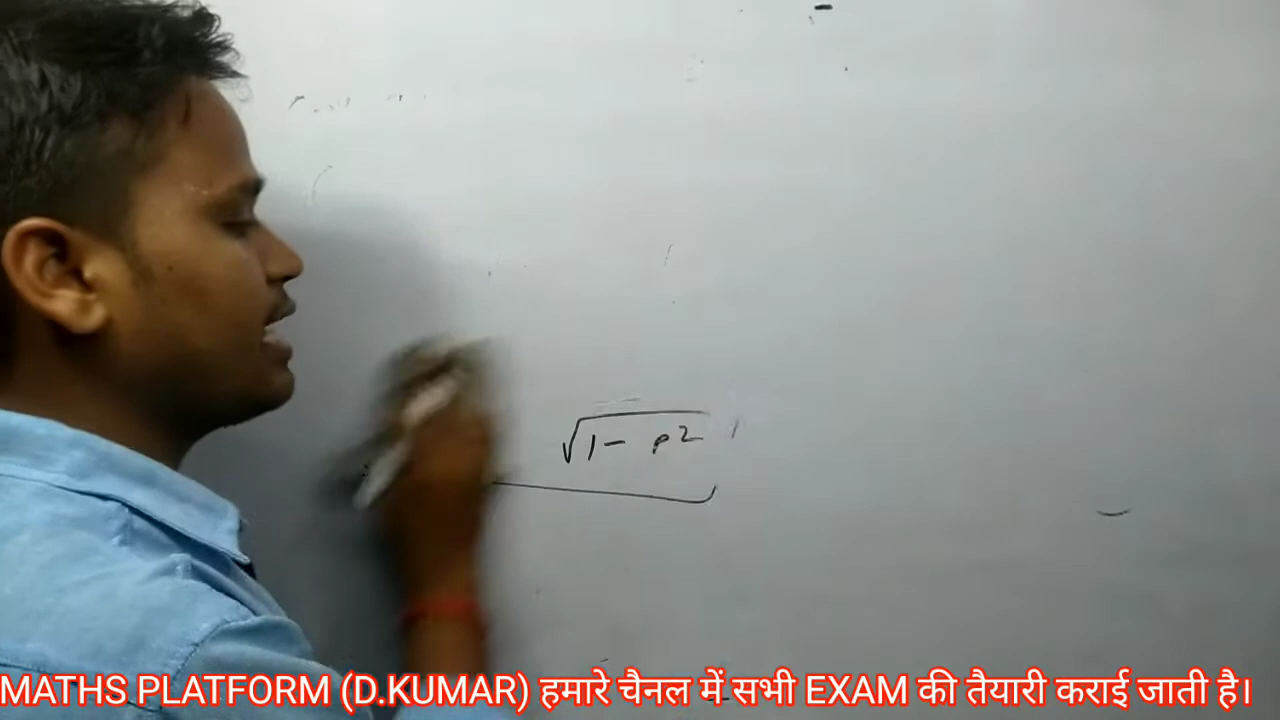 √1- p²
MATHS PLATFORM (D.KUMAR) हमारे चैनल में सभी EXAM की तैयारी कराई जाती है।